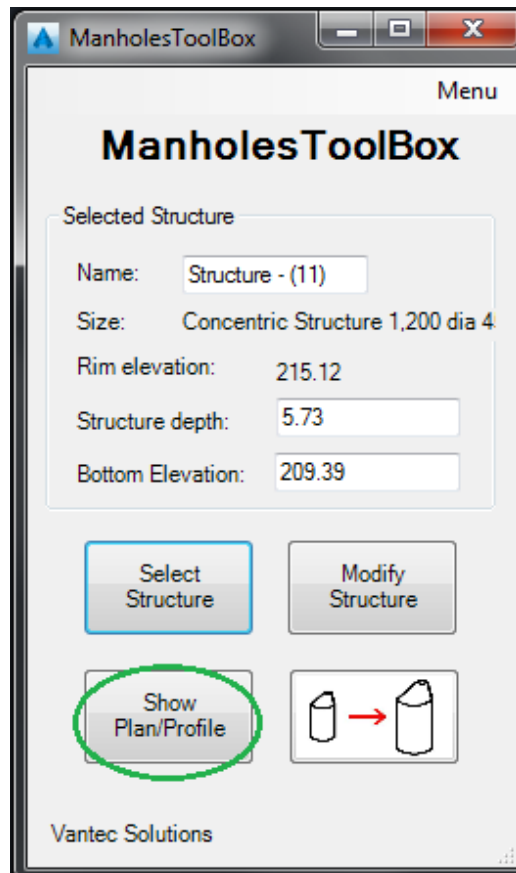 ManholesToolBox
Menu
ManholesToolBox
Selected Structure
Name: Structure - (11)
Size: Concentric Structure 1,200 dia 4
Rim elevation: 215.12
Structure depth: 5.73
Bottom Elevation: 209.39
Select
Structure
Modify
Structure
Show
Plan/Profile
Vantec Solutions